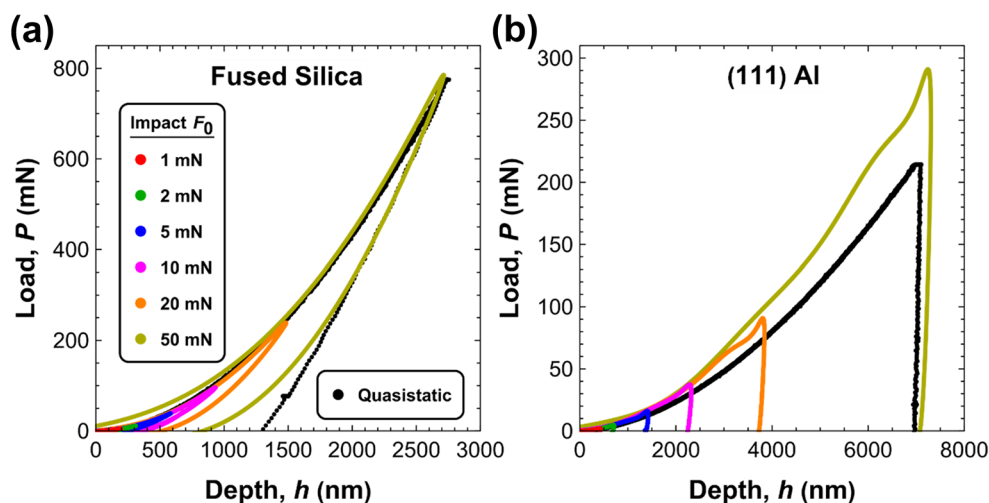 (a)
Fused Silica
Load, P (mN)
800
600
400
200
0
Impact F0
1 mN
2 mN
5 mN
10 mN
20 mN
50 mN
Quasistatic
0 500 1000 1500 2000 2500 3000
Depth, h (nm)
(b)
(111) Al
Load, P (mN)
300
250
200
150
100
50
0
0 2000 4000 6000 8000
Depth, h (nm)